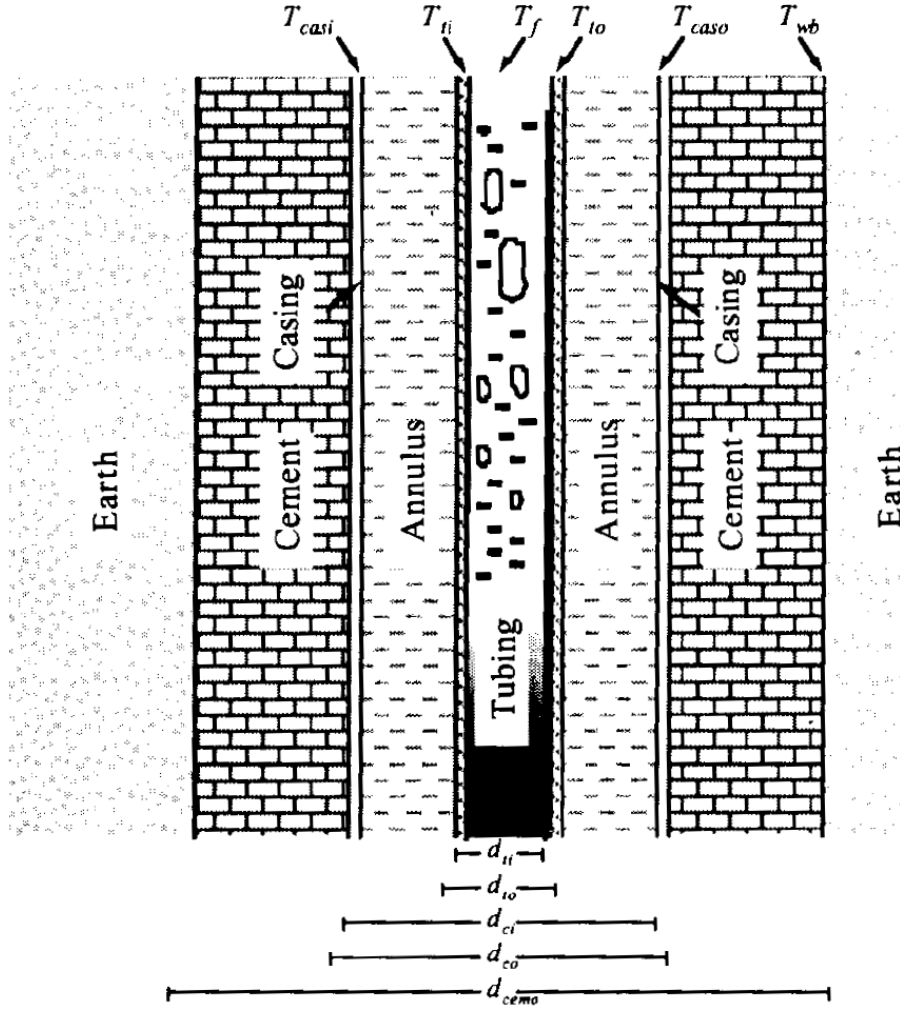 T_casi T_ti T_f T_to T_caso T_wb
Casing
Casing
Earth
Cement
Annulus
Annulus
Cement
Earth
Tubing
d_ti
d_to
d_ci
d_co
d_cemo